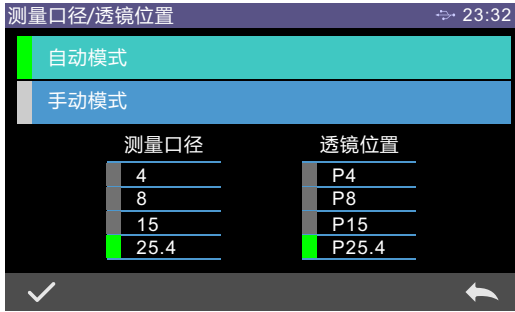 测量口径/透镜位置 23:32
自动模式
手动模式
测量口径 透镜位置
4 P4
8 P8
15 P15
25.4 P25.4